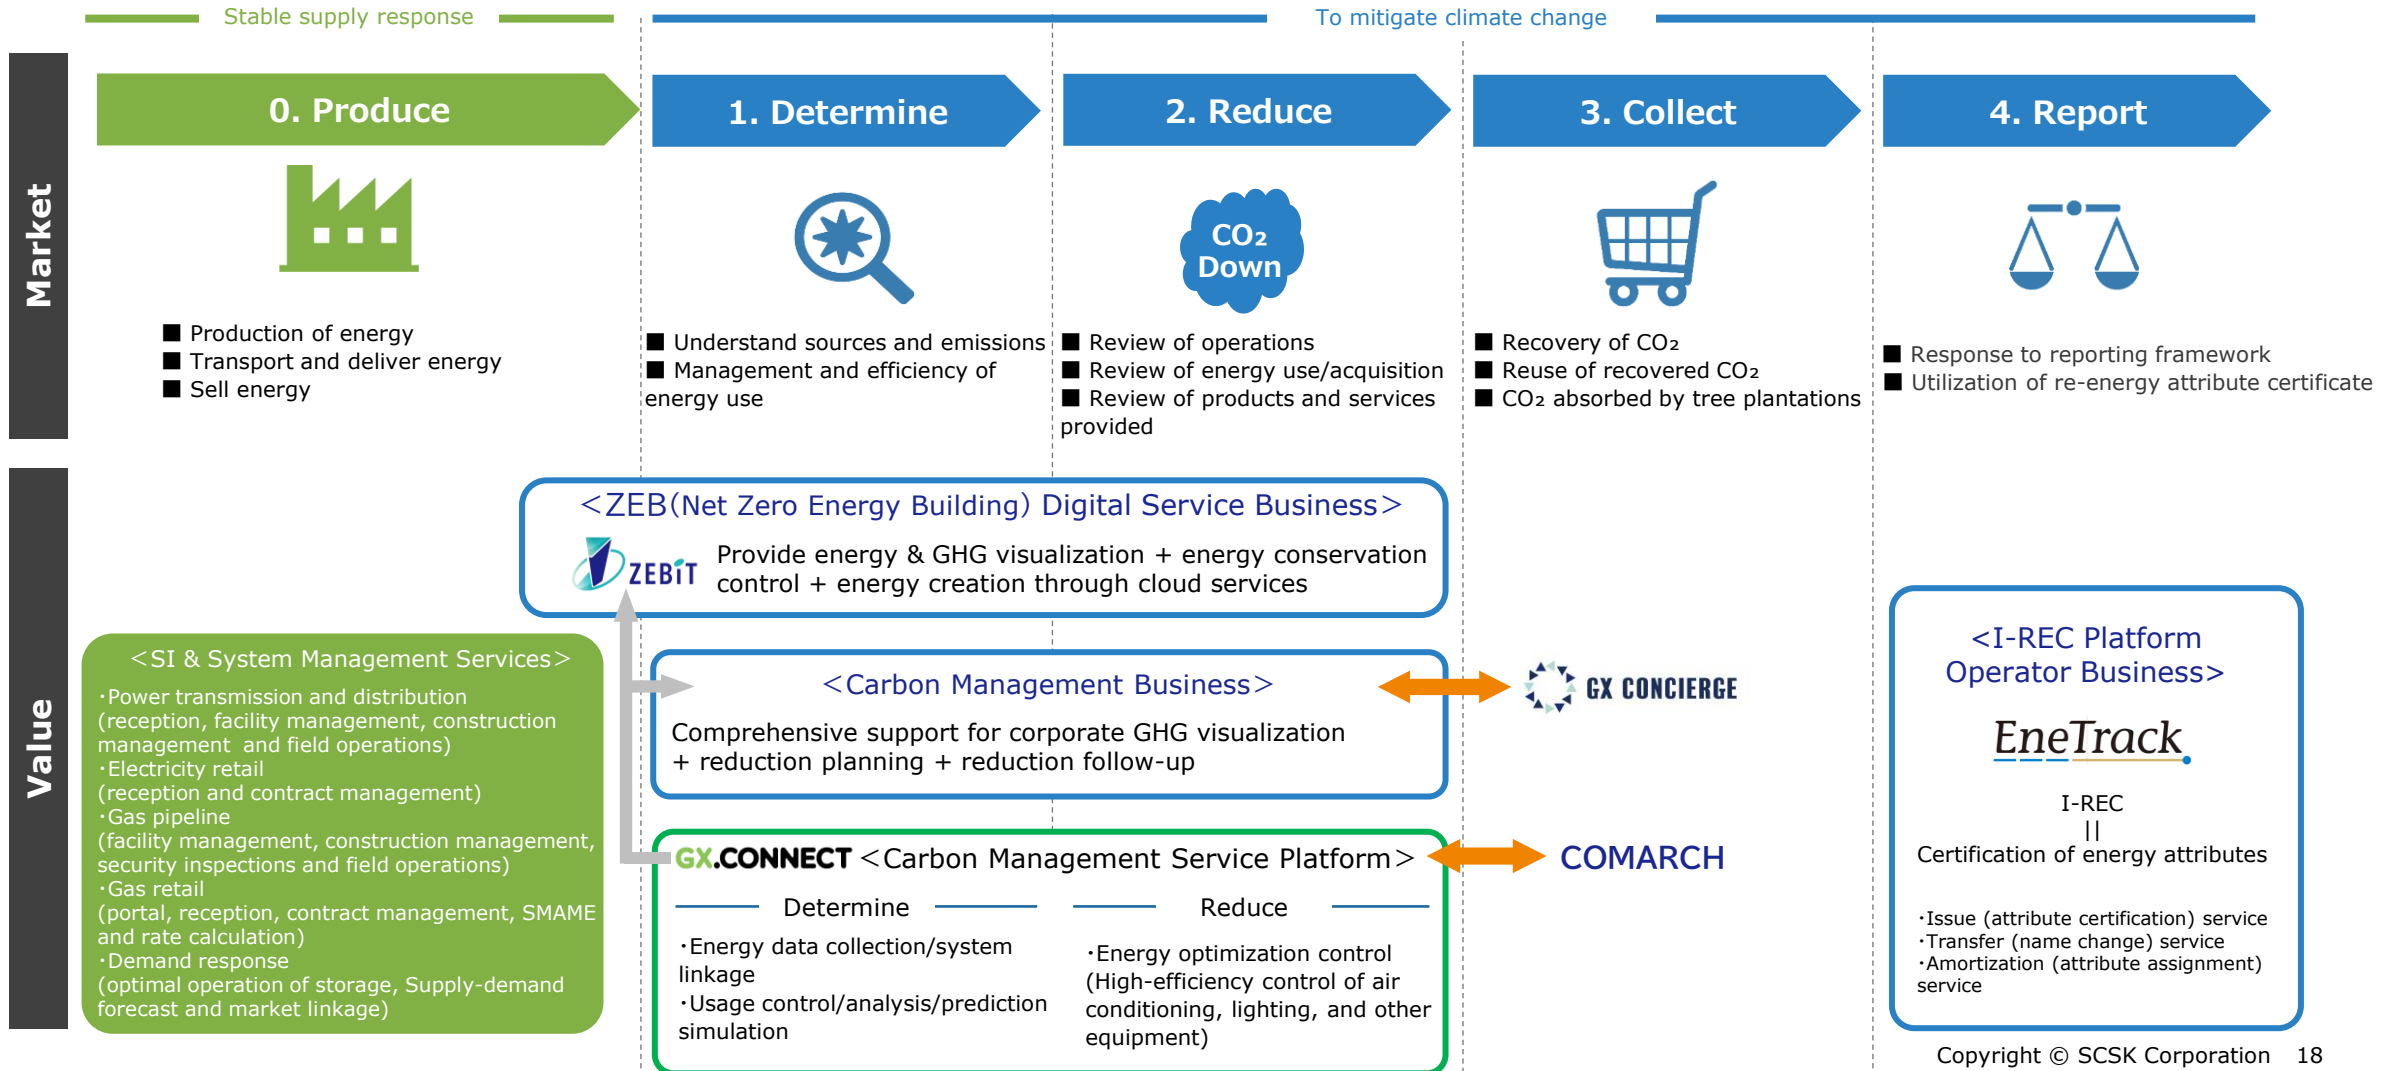 Stable supply response
To mitigate climate change
Market
0. Produce
1. Determine
2. Reduce
3. Collect
4. Report
CO₂
Down
■ Production of energy
■ Transport and deliver energy
■ Sell energy
■ Understand sources and emissions
■ Management and efficiency of
energy use
■ Review of operations
■ Review of energy use/acquisition
■ Review of products and services
provided
■ Recovery of CO₂
■ Reuse of recovered CO₂
■ CO₂ absorbed by tree plantations
■ Response to reporting framework
■ Utilization of re-energy attribute certificate
Value
<SI & System Management Services>
･Power transmission and distribution
(reception, facility management, construction
management  and field operations)
･Electricity retail
(reception and contract management)
･Gas pipeline
(facility management, construction management,
security inspections and field operations)
･Gas retail
(portal, reception, contract management, SMAME
and rate calculation)
･Demand response
(optimal operation of storage, Supply-demand
forecast and market linkage)
<ZEB(Net Zero Energy Building) Digital Service Business>
ZEBiT
Provide energy & GHG visualization + energy conservation
control + energy creation through cloud services
<Carbon Management Business>
Comprehensive support for corporate GHG visualization
+ reduction planning + reduction follow-up
GX CONCIERGE
GX.CONNECT <Carbon Management Service Platform>
COMARCH
Determine
･Energy data collection/system
linkage
･Usage control/analysis/prediction
simulation
Reduce
･Energy optimization control
(High-efficiency control of air
conditioning, lighting, and other
equipment)
<I-REC Platform
Operator Business>
EneTrack
I-REC
||
Certification of energy attributes
･Issue (attribute certification) service
･Transfer (name change) service
･Amortization (attribute assignment)
service
Copyright © SCSK Corporation 18